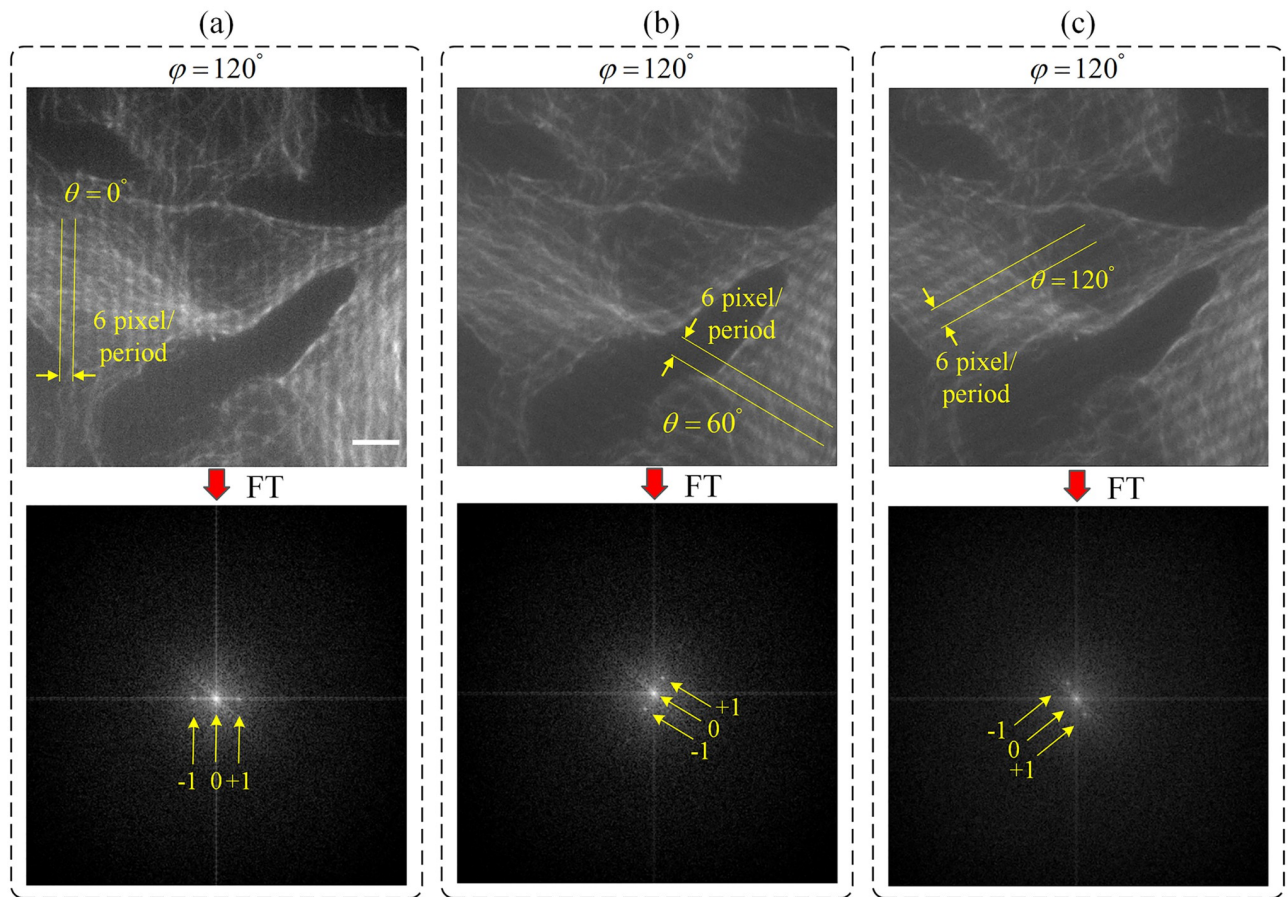 (a)
φ = 120°
θ = 0°
6 pixel/
period
FT
-1 0 +1
(b)
φ = 120°
6 pixel/
period
θ = 60°
FT
+1
0
-1
(c)
φ = 120°
θ = 120°
6 pixel/
period
FT
-1
0
+1